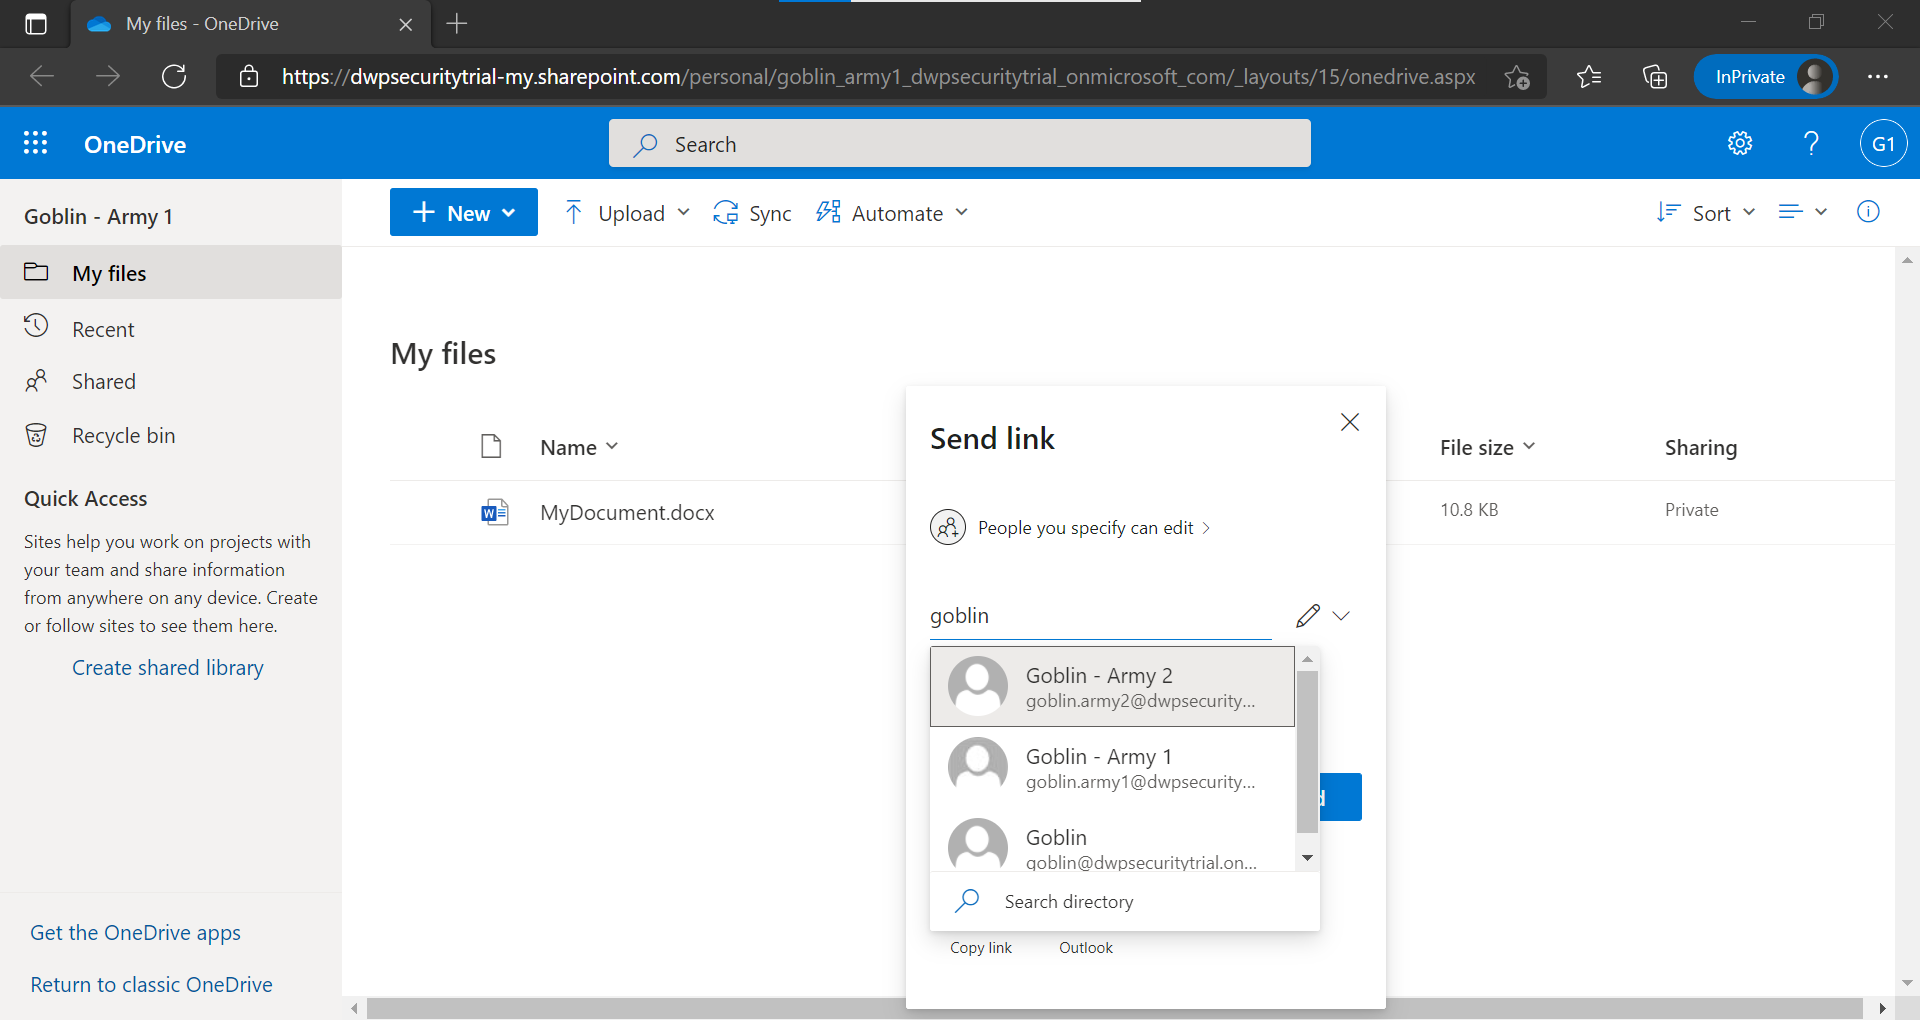 My files - OneDrive
https://dwpsecuritytrial-my.sharepoint.com/personal/goblin_army1_dwpsecuritytrial_onmicrosoft_com/_layouts/15/onedrive.aspx
InPrivate
OneDrive
Search
G1
Goblin - Army 1
New
Upload
Sync
Automate
Sort
My files
Recent
Shared
Recycle bin
Quick Access
Sites help you work on projects with
your team and share information
from anywhere on any device. Create
or follow sites to see them here.
Create shared library
Get the OneDrive apps
Return to classic OneDrive
My files
Name
File size
Sharing
MyDocument.docx
10.8 KB
Private
Send link
People you specify can edit
goblin
Goblin - Army 2
goblin.army2@dwpsecurity...
Goblin - Army 1
goblin.army1@dwpsecurity...
Goblin
goblin@dwpsecuritytrial.on...
Search directory
Copy link
Outlook